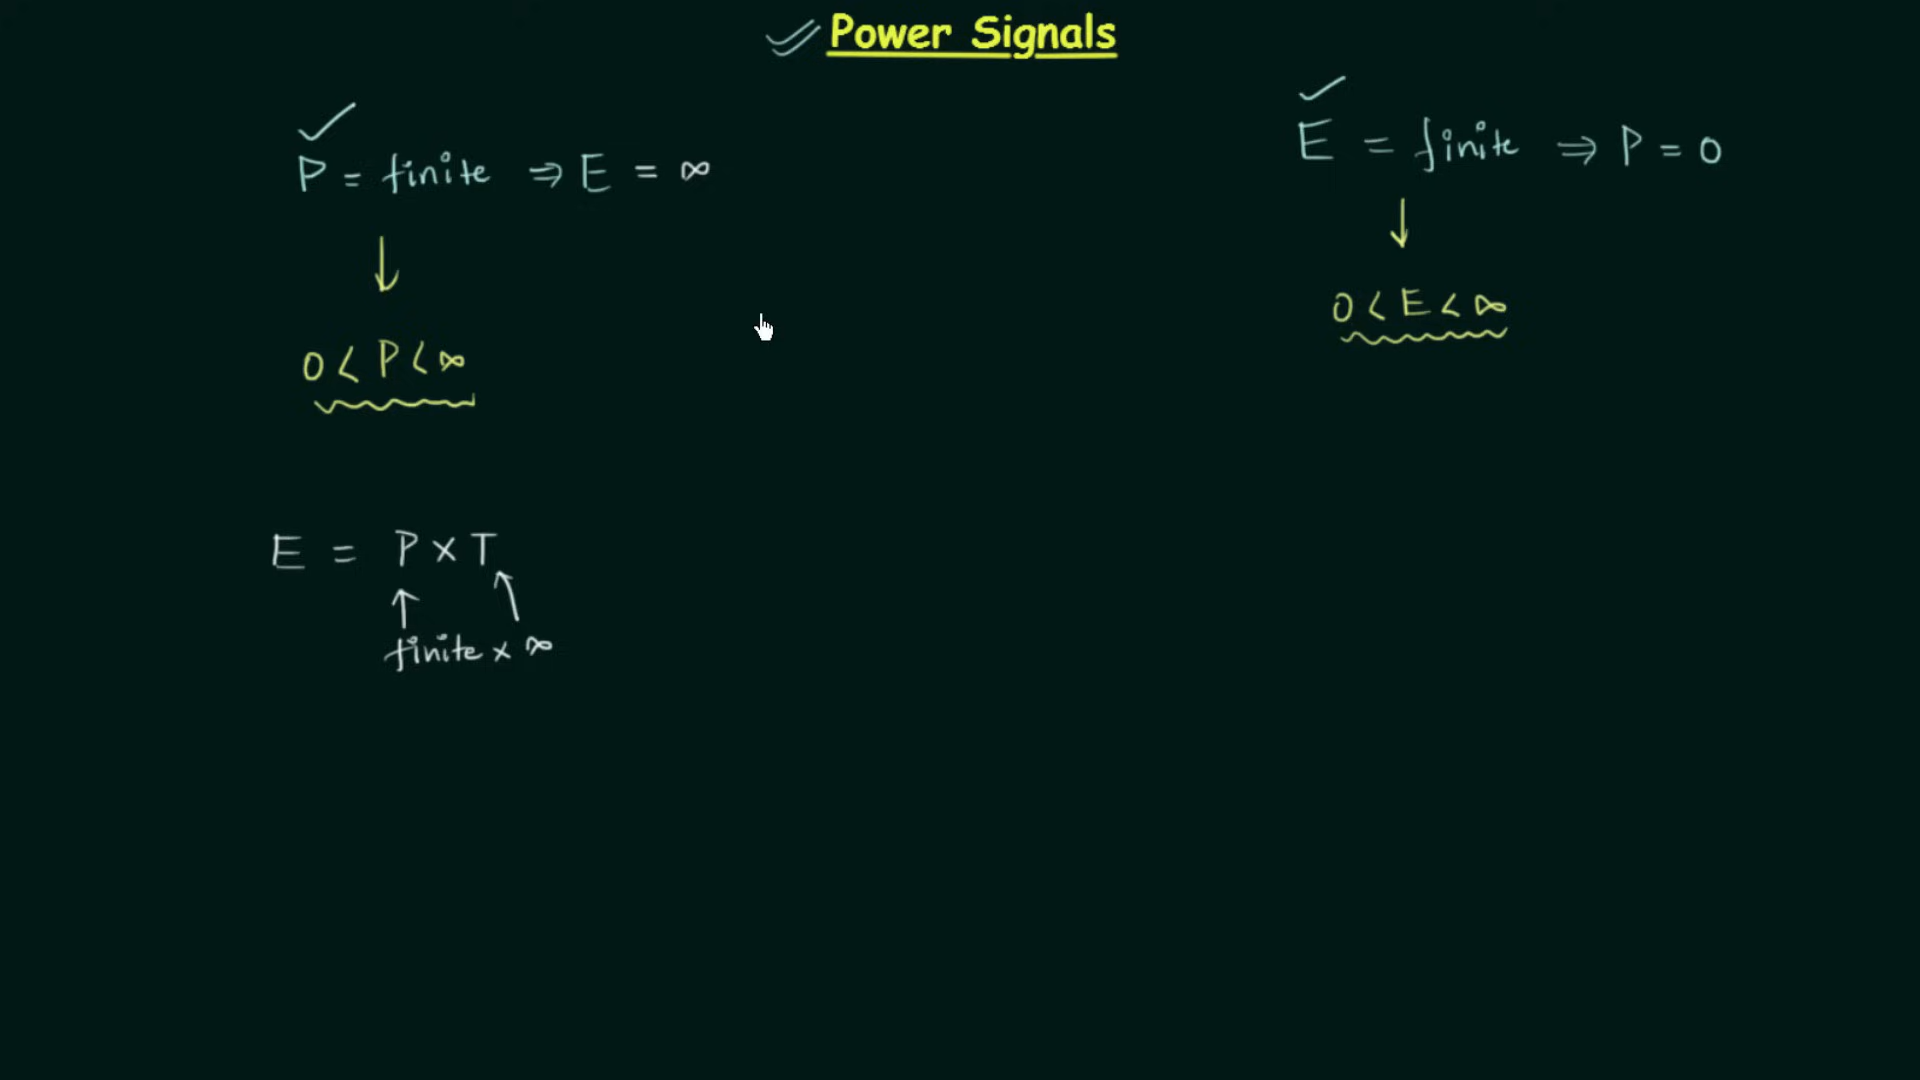 Power Signals
P = finite ⇒ E = ∞
0 < P < ∞
E = P × T
finite × ∞
E = finite ⇒ P = 0
0 < E < ∞